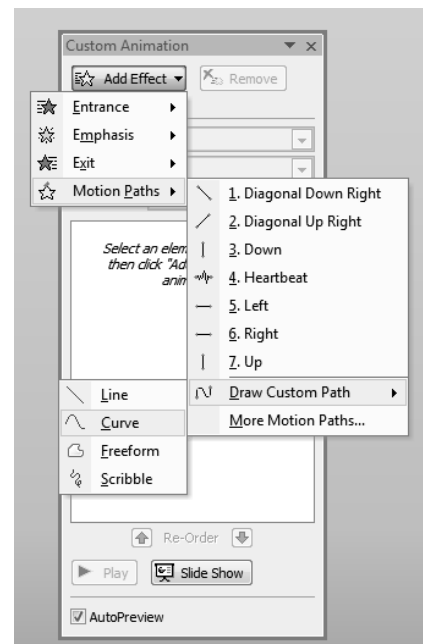 Custom Animation
Add Effect
Remove
Entrance
Emphasis
Exit
Motion Paths
1. Diagonal Down Right
2. Diagonal Up Right
3. Down
4. Heartbeat
5. Left
6. Right
7. Up
Draw Custom Path
More Motion Paths...
Select an elem
then click "Ad
anim
Line
Curve
Freeform
Scribble
Re-Order
Play
Slide Show
AutoPreview